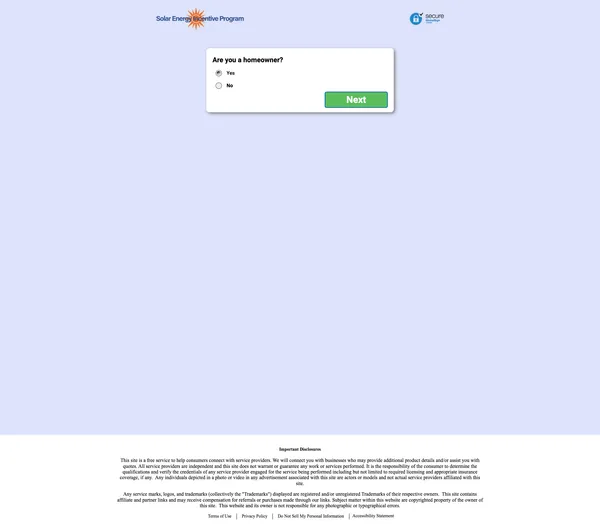 Solar Energy Incentive Program
secure
Are you a homeowner?
Yes
No
Next
Important Disclosures
This site is a free service to help consumers connect with service providers. We will connect you with businesses who may provide additional product details and/or assist you with
quotes. All service providers are independent and this site does not warrant or guarantee any work or services performed. It is the responsibility of the consumer to determine the
qualifications and verify the credentials of any service provider engaged for the service being performed including but not limited to required licensing and appropriate insurance
coverage, if any. Any individuals depicted in a photo or video in any advertisement associated with this site are actors or models and not actual service providers affiliated with this
site.
Any service marks, logos, and trademarks (collectively the "Trademarks") displayed are registered and/or unregistered Trademarks of their respective owners. This site contains
affiliate and partner links and may receive compensation for referrals or purchases made through our links. Subject matter within this website are copyrighted property of the owner of
this site. This website and its owner is not responsible for any photographic or typographical errors.
Terms of Use | Privacy Policy | Do Not Sell My Personal Information | Accessibility Statement